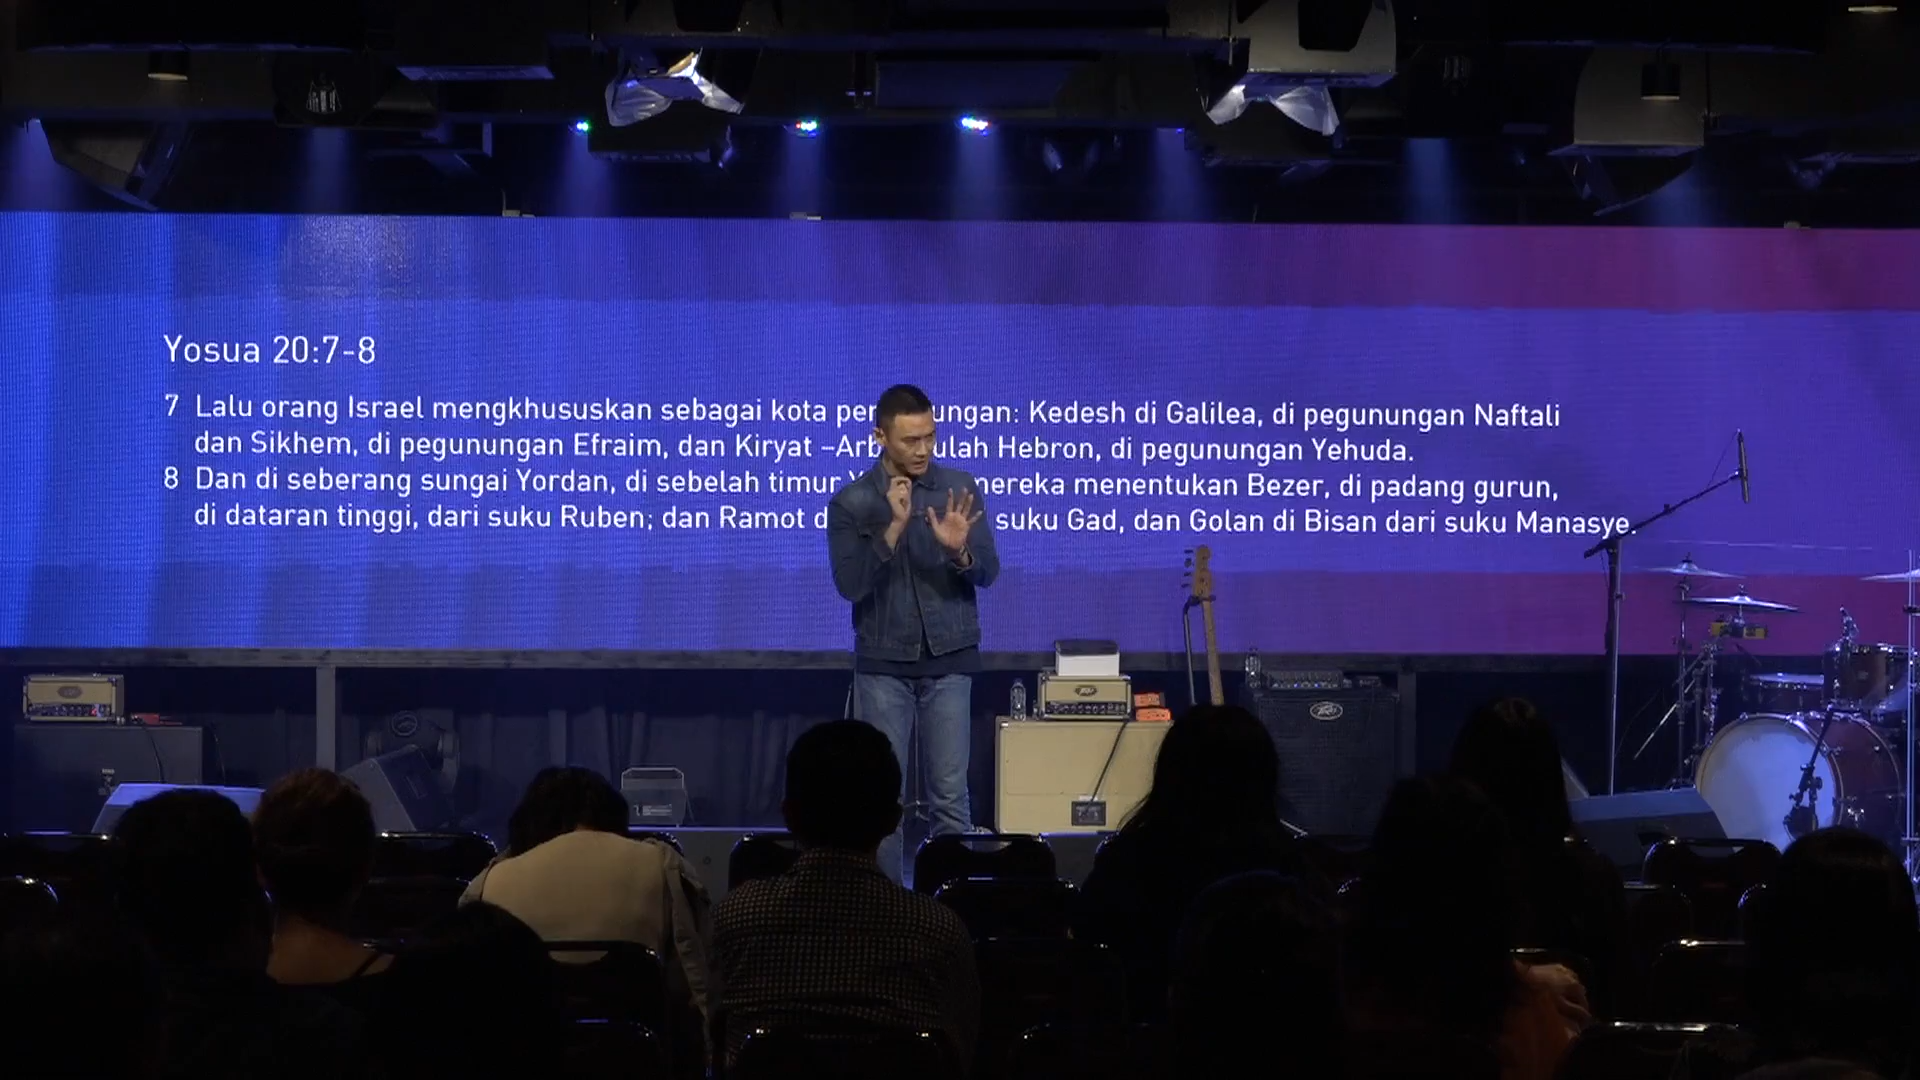 Yosua 20:7-8
7 Lalu orang Israel mengkhususkan sebagai kota per ungan: Kedesh di Galilea, di pegunungan Naftali
dan Sikhem, di pegunungan Efraim, dan Kiryat –Arb ulah Hebron, di pegunungan Yehuda.
8 Dan di seberang sungai Yordan, di sebelah timur mereka menentukan Bezer, di padang gurun,
di dataran tinggi, dari suku Ruben; dan Ramot d suku Gad, dan Golan di Bisan dari suku Manasye.